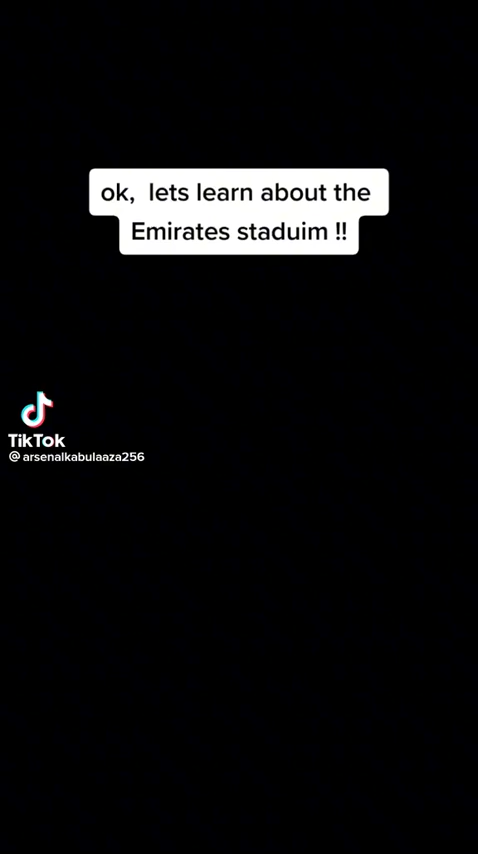 ok, lets learn about the
Emirates staduim !!
TikTok
@ arsenalkabulaaza256